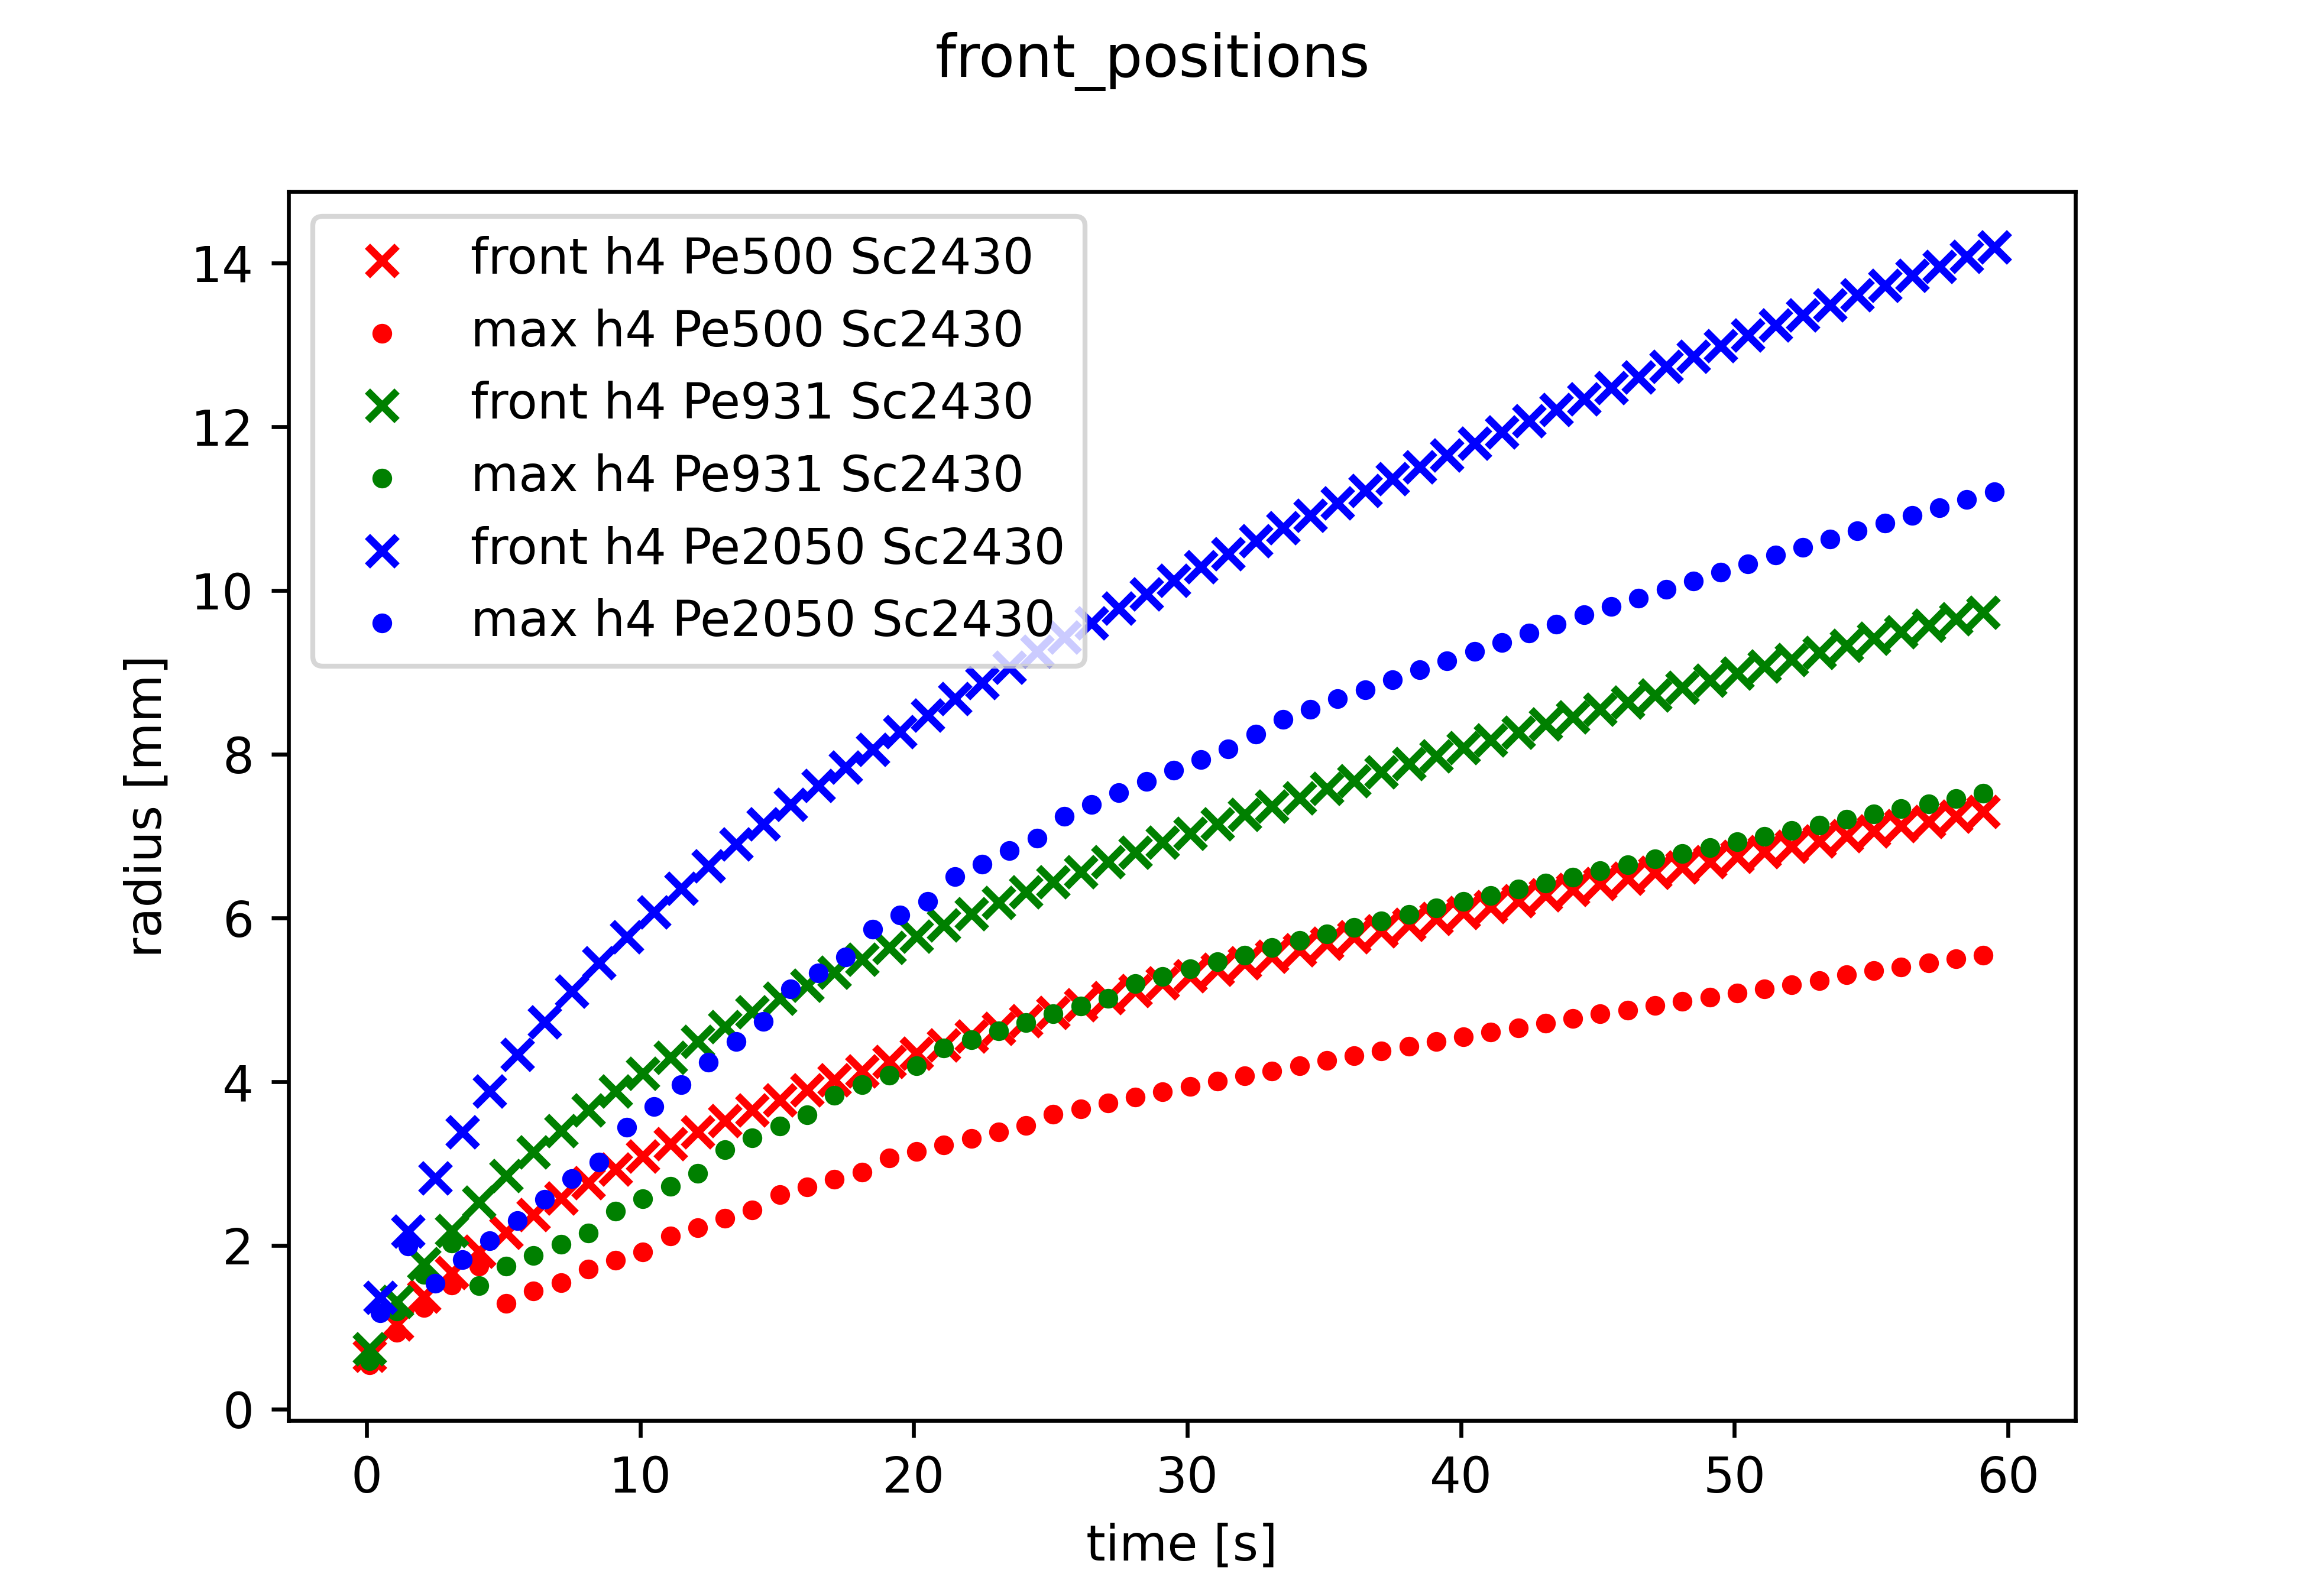 front_positions
front h4 Pe500 Sc2430
max h4 Pe500 Sc2430
front h4 Pe931 Sc2430
max h4 Pe931 Sc2430
front h4 Pe2050 Sc2430
max h4 Pe2050 Sc2430
radius [mm]
14
12
10
8
6
4
2
0
0 10 20 30 40 50 60
time [s]